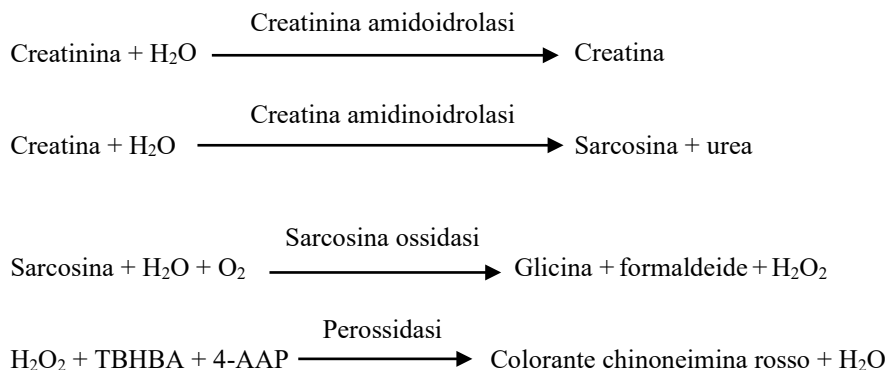 Creatinina amidoidrolasi
Creatinina + H₂O Creatina
Creatina amidinoidrolasi
Creatina + H₂O Sarcosina + urea
Sarcosina ossidasi
Sarcosina + H₂O + O₂ Glicina + formaldeide + H₂O₂
Perossidasi
H₂O₂ + TBHBA + 4-AAP Colorante chinoneimina rosso + H₂O